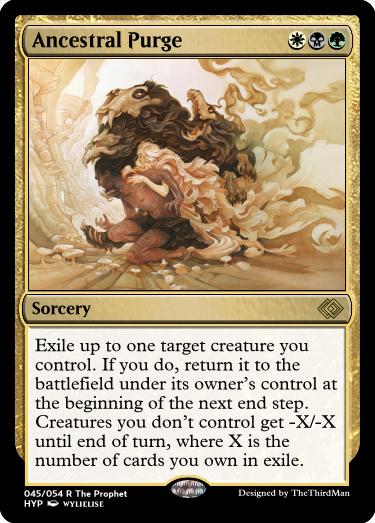 Ancestral Purge
Sorcery
Exile up to one target creature you
control. If you do, return it to the
battlefield under its owner's control at
the beginning of the next end step.
Creatures you don't control get -X/-X
until end of turn, where X is the
number of cards you own in exile.
045/054 R The Prophet
Designed by TheThirdMan
HYP WYLIELISE